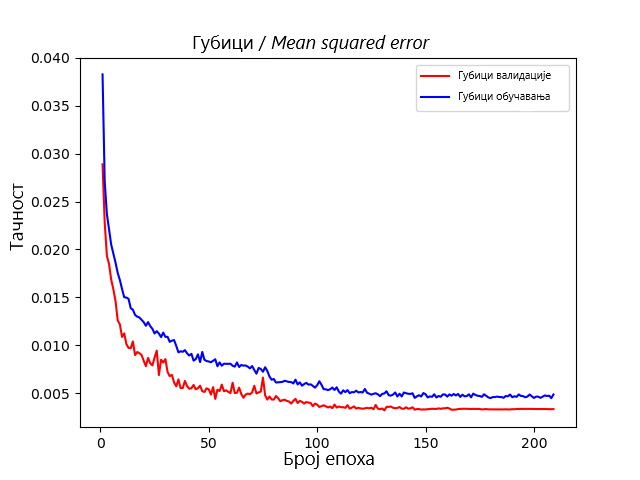 Губици / Mean squared error
Губици валидације
Губици обучавања
Тачност
0.040
0.035
0.030
0.025
0.020
0.015
0.010
0.005
0 50 100 150 200
Број епоха